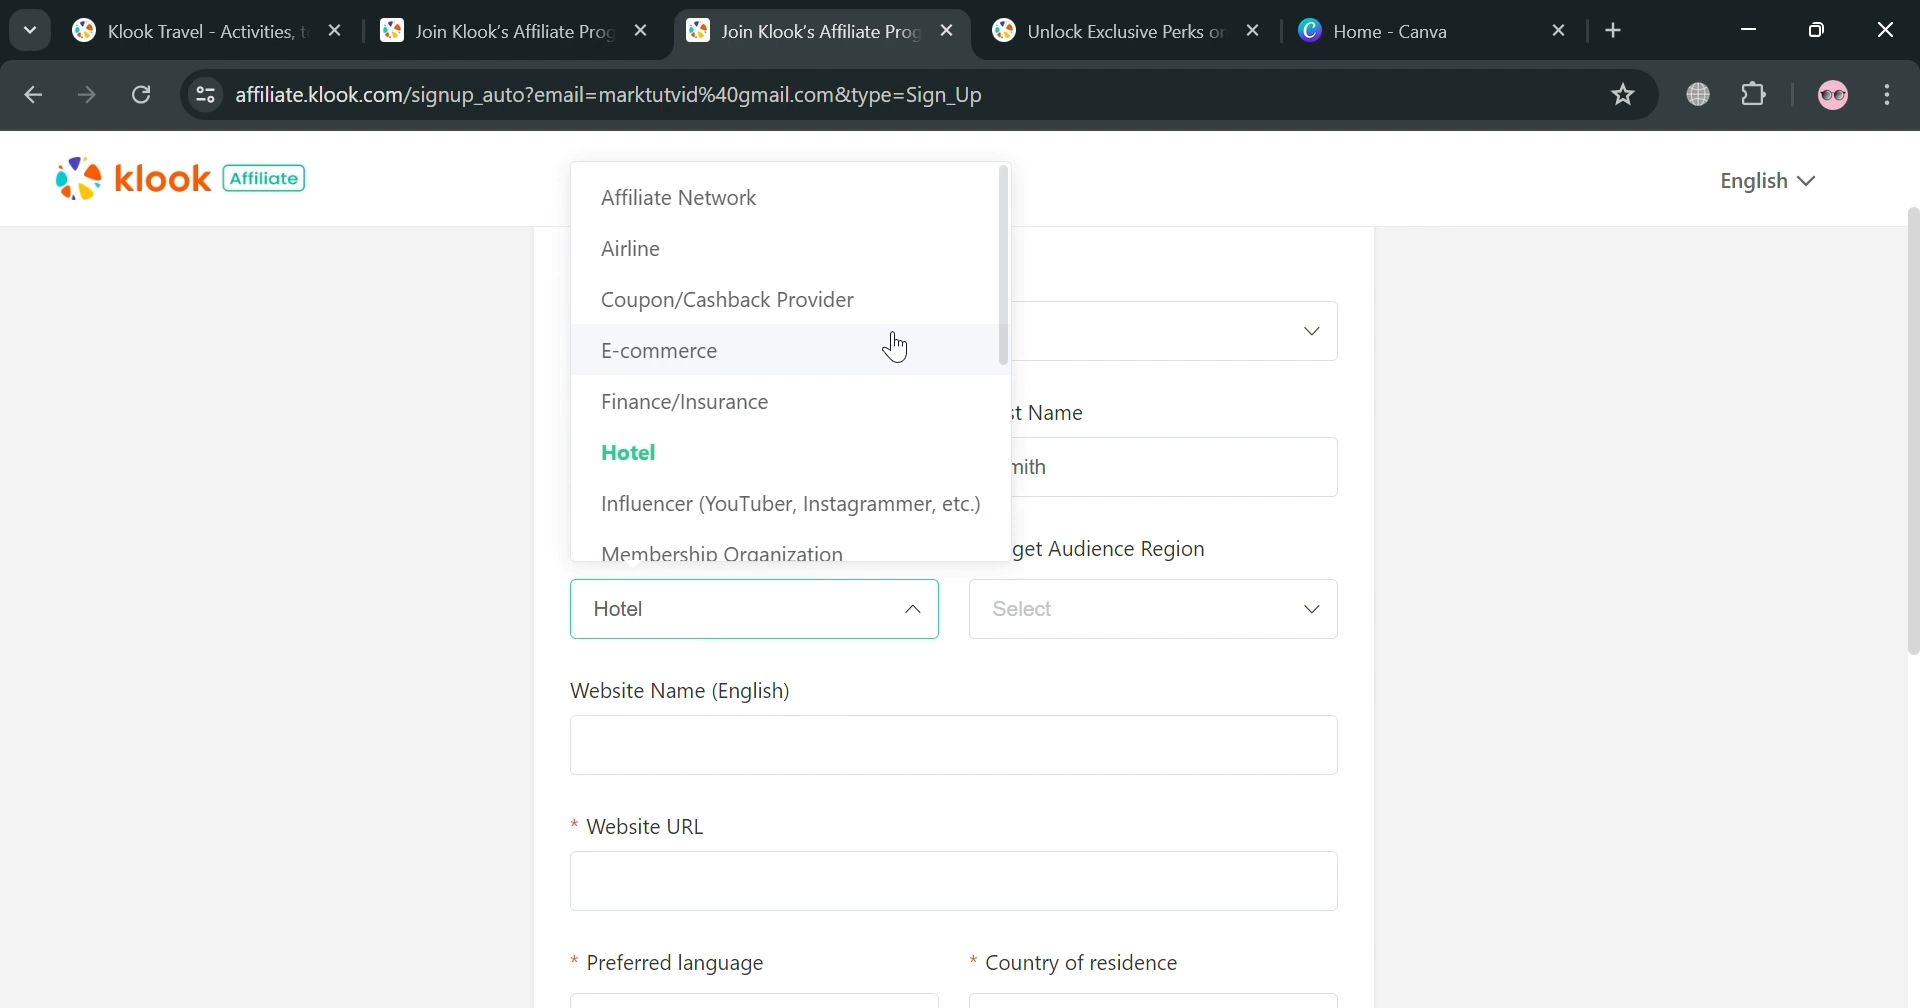 Klook Travel - Activities, t
Join Klook's Affiliate Prog
Join Klook's Affiliate Prog
Unlock Exclusive Perks on
Home - Canva
affiliate.klook.com/signup_auto?email=marktutvid%40gmail.com&type=Sign_Up
klook Affiliate
English
Affiliate Network
Airline
Coupon/Cashback Provider
E-commerce
Finance/Insurance
st Name
mith
Hotel
Influencer (YouTuber, Instagrammer, etc.)
Membership Organization
get Audience Region
Hotel
Select
Website Name (English)
* Website URL
* Preferred language
* Country of residence